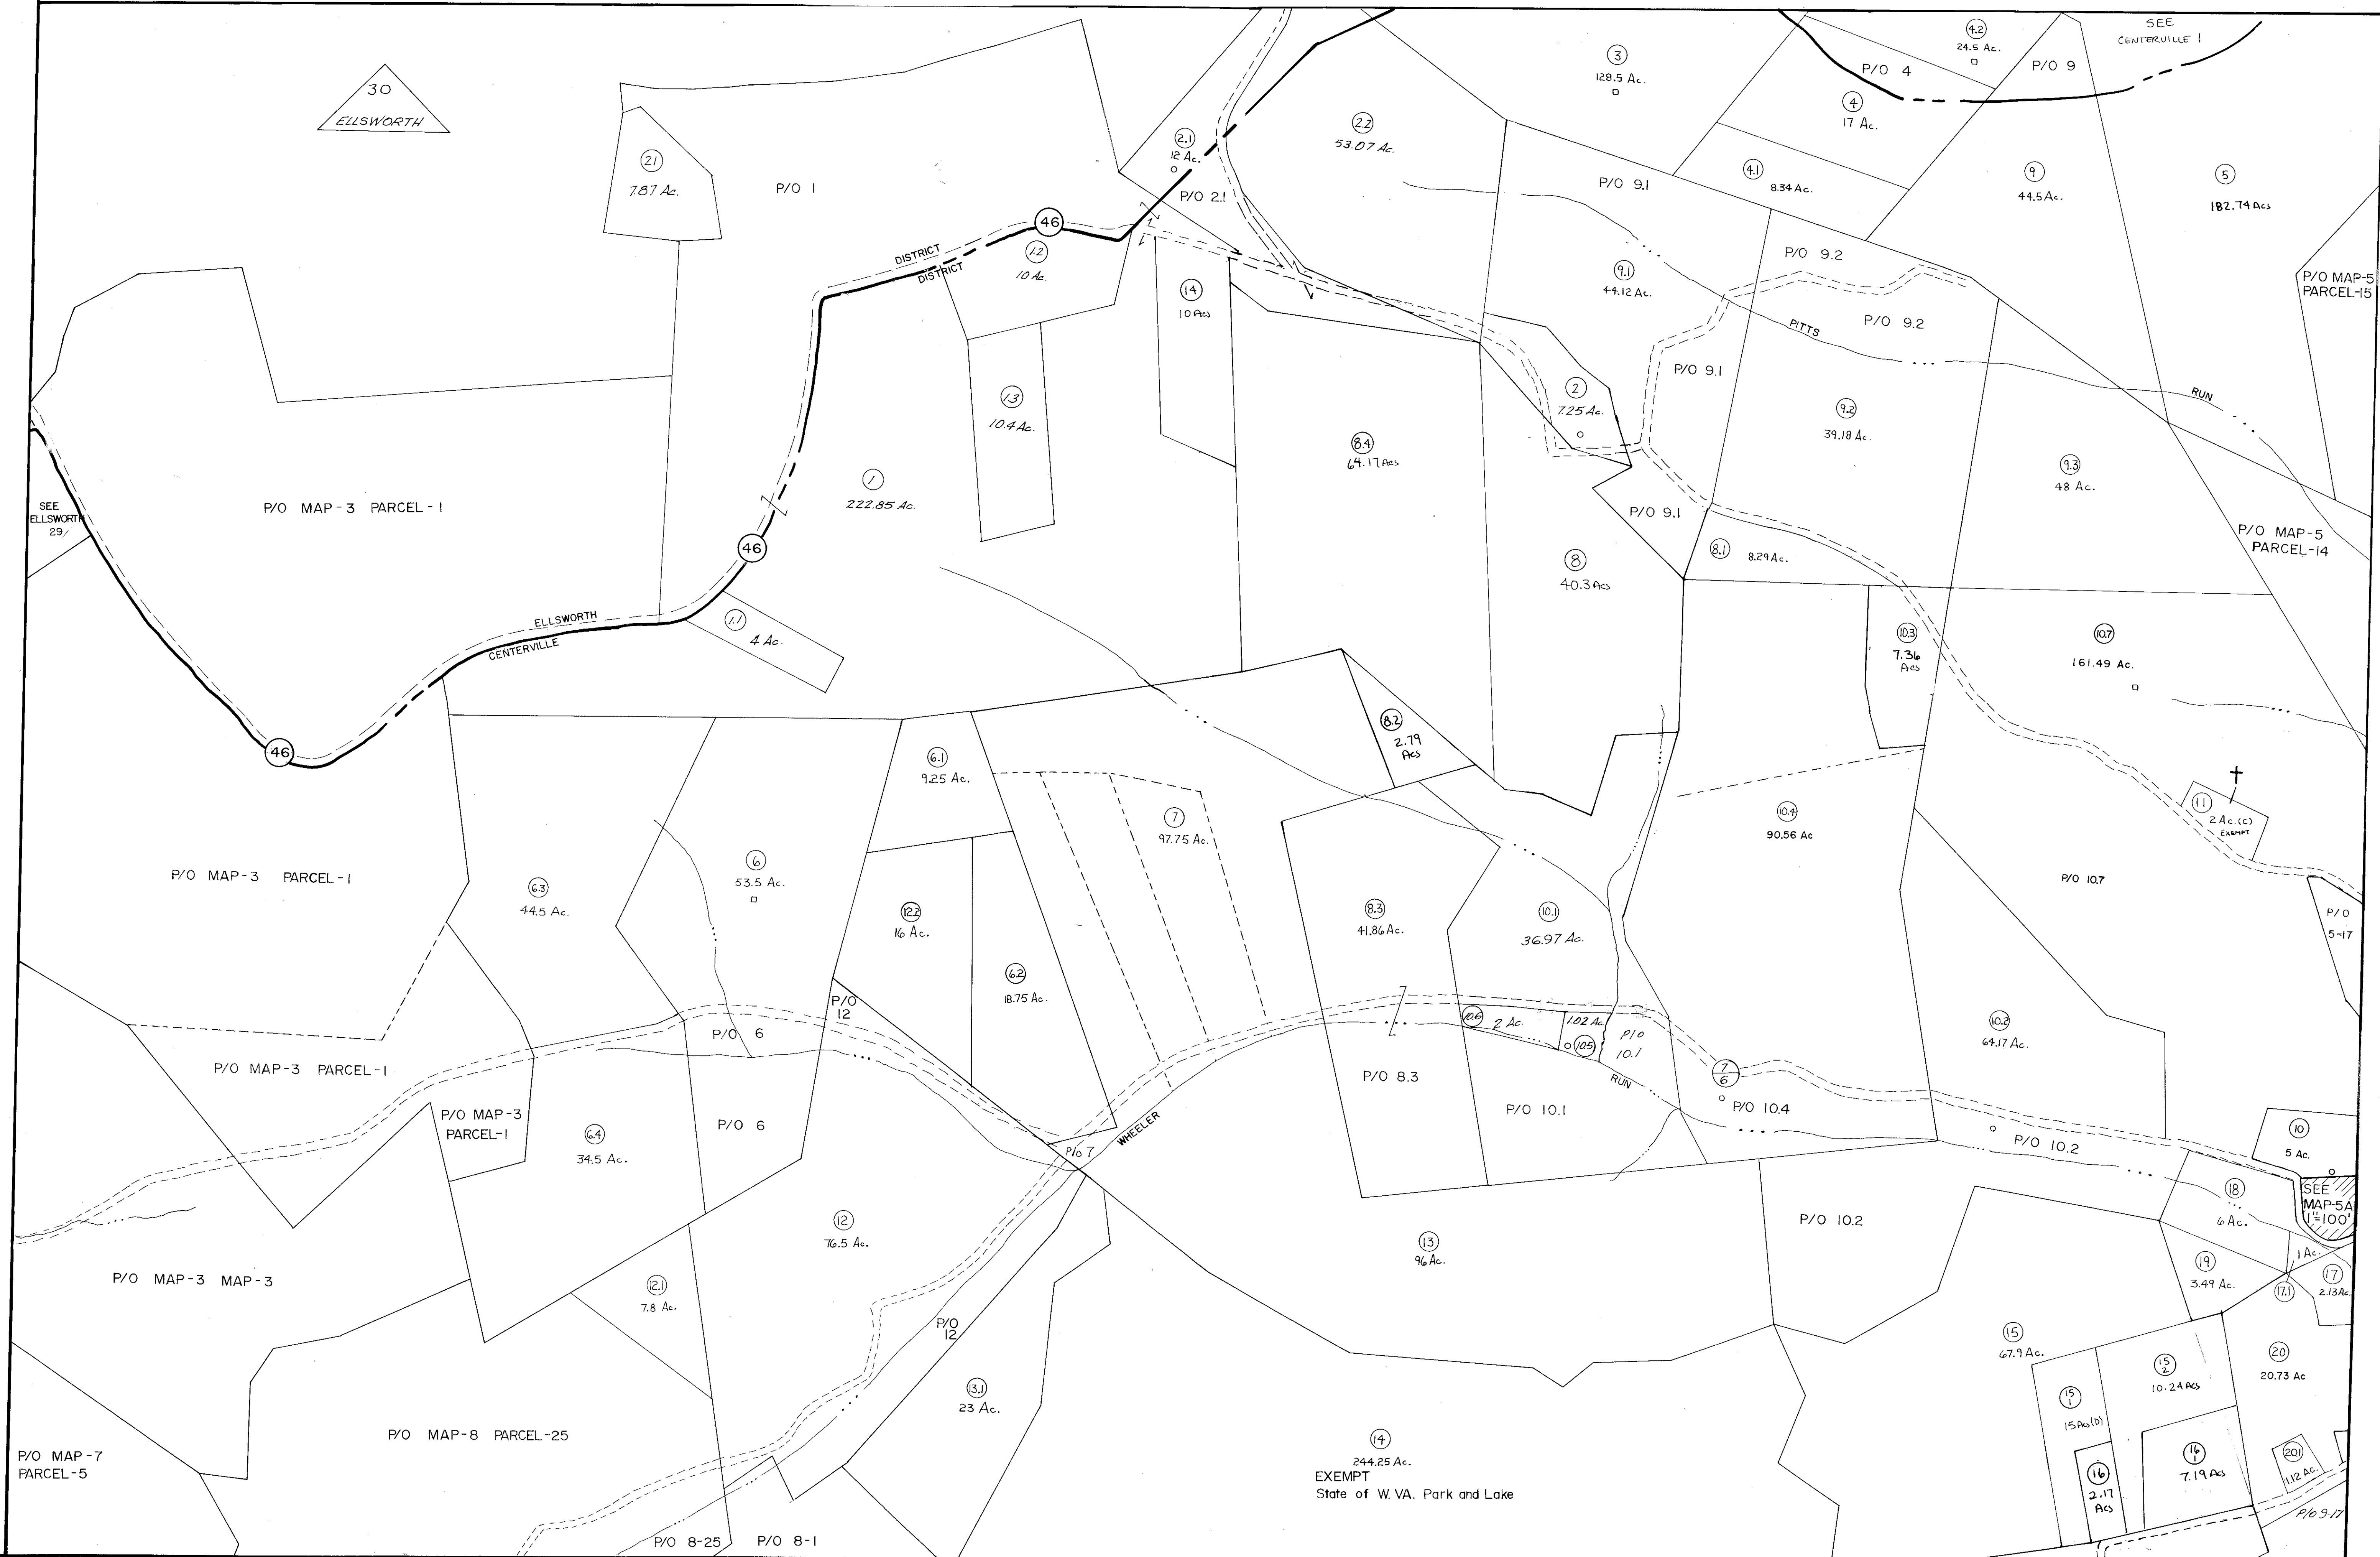 30
ELLSWORTH
SEE
CENTERVILLE 1
4.2
24.5 Ac.
P/O 4
P/O 9
3
128.5 Ac.
4
17 Ac.
2.2
53.07 Ac.
2.1
12 Ac.
P/O 2.1
21
7.87 Ac.
P/O 1
4.1
8.34 Ac.
P/O 9.1
9
44.5 Ac.
5
182.74 Acs
46
DISTRICT
DISTRICT
1.2
10 Ac.
14
10 Acs
9.1
44.12 Ac.
P/O 9.2
P/O 9.2
P/O MAP-5
PARCEL-15
PITTS
RUN
P/O 9.1
2
7.25 Ac.
1.3
10.4 Ac.
9.2
39.18 Ac.
8.4
64.17 Acs
9.3
48 Ac.
1
222.85 Ac.
SEE
ELLSWORTH
29
P/O MAP-3 PARCEL-1
P/O 9.1
P/O MAP-5
PARCEL-14
46
8.1
8.29 Ac.
8
40.3 Acs
ELLSWORTH
CENTERVILLE
1.1
4 Ac.
10.3
7.36
Acs
10.7
161.49 Ac.
46
8.2
2.79
Acs
6.1
9.25 Ac.
7
97.75 Ac.
10.4
90.56 Ac
11
2 Ac.(C)
EXEMPT
P/O MAP-3 PARCEL-1
6.3
44.5 Ac.
6
53.5 Ac.
12.2
16 Ac.
8.3
41.86 Ac.
10.1
36.97 Ac.
P/O 10.7
P/O
5-17
6.2
18.75 Ac.
P/O
12
P/O 6
10.6
2 Ac.
1.02 Ac.
10.5
P/O
10.1
10.2
64.17 Ac.
P/O MAP-3 PARCEL-1
P/O 8.3
RUN
7
6
P/O 10.4
P/O 10.1
P/O MAP-3
PARCEL-1
6.4
34.5 Ac.
P/O 6
WHEELER
P/O 7
P/O 10.2
10
5 Ac.
18
6 Ac.
SEE
MAP-5A
1"=100'
12
76.5 Ac.
13
96 Ac.
P/O 10.2
P/O MAP-3 MAP-3
12.1
7.8 Ac.
19
3.49 Ac.
1 Ac.
17.1
17
2.13 Ac.
P/O
12
15
67.9 Ac.
20
20.73 Ac
15
2
10.24 Acs
13.1
23 Ac.
15
1
15 Acs (D)
P/O MAP-8 PARCEL-25
P/O MAP-7
PARCEL-5
14
244.25 Ac.
EXEMPT
State of W. VA. Park and Lake
16
2.17
Acs
16
1
7.19 Acs
20.1
1.12 Ac.
P/O 9-17
P/O 8-25
P/O 8-1